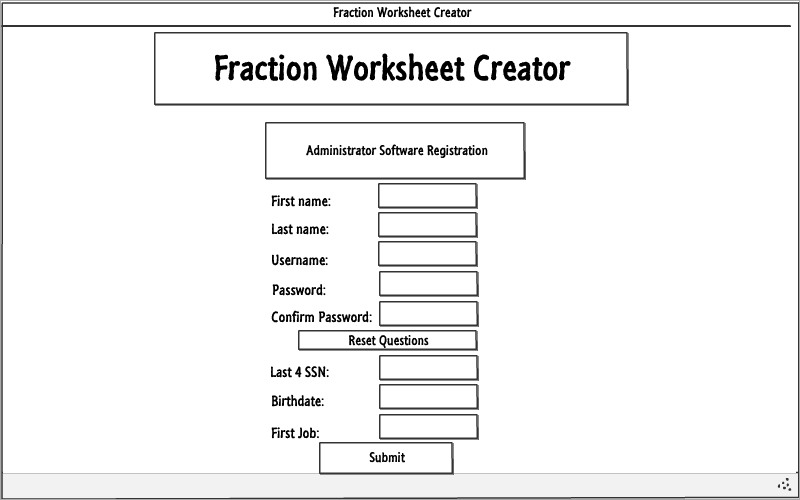 Fraction Worksheet Creator
Fraction Worksheet Creator
Administrator Software Registration
First name:
Last name:
Username:
Password:
Confirm Password:
Reset Questions
Last 4 SSN:
Birthdate:
First Job:
Submit